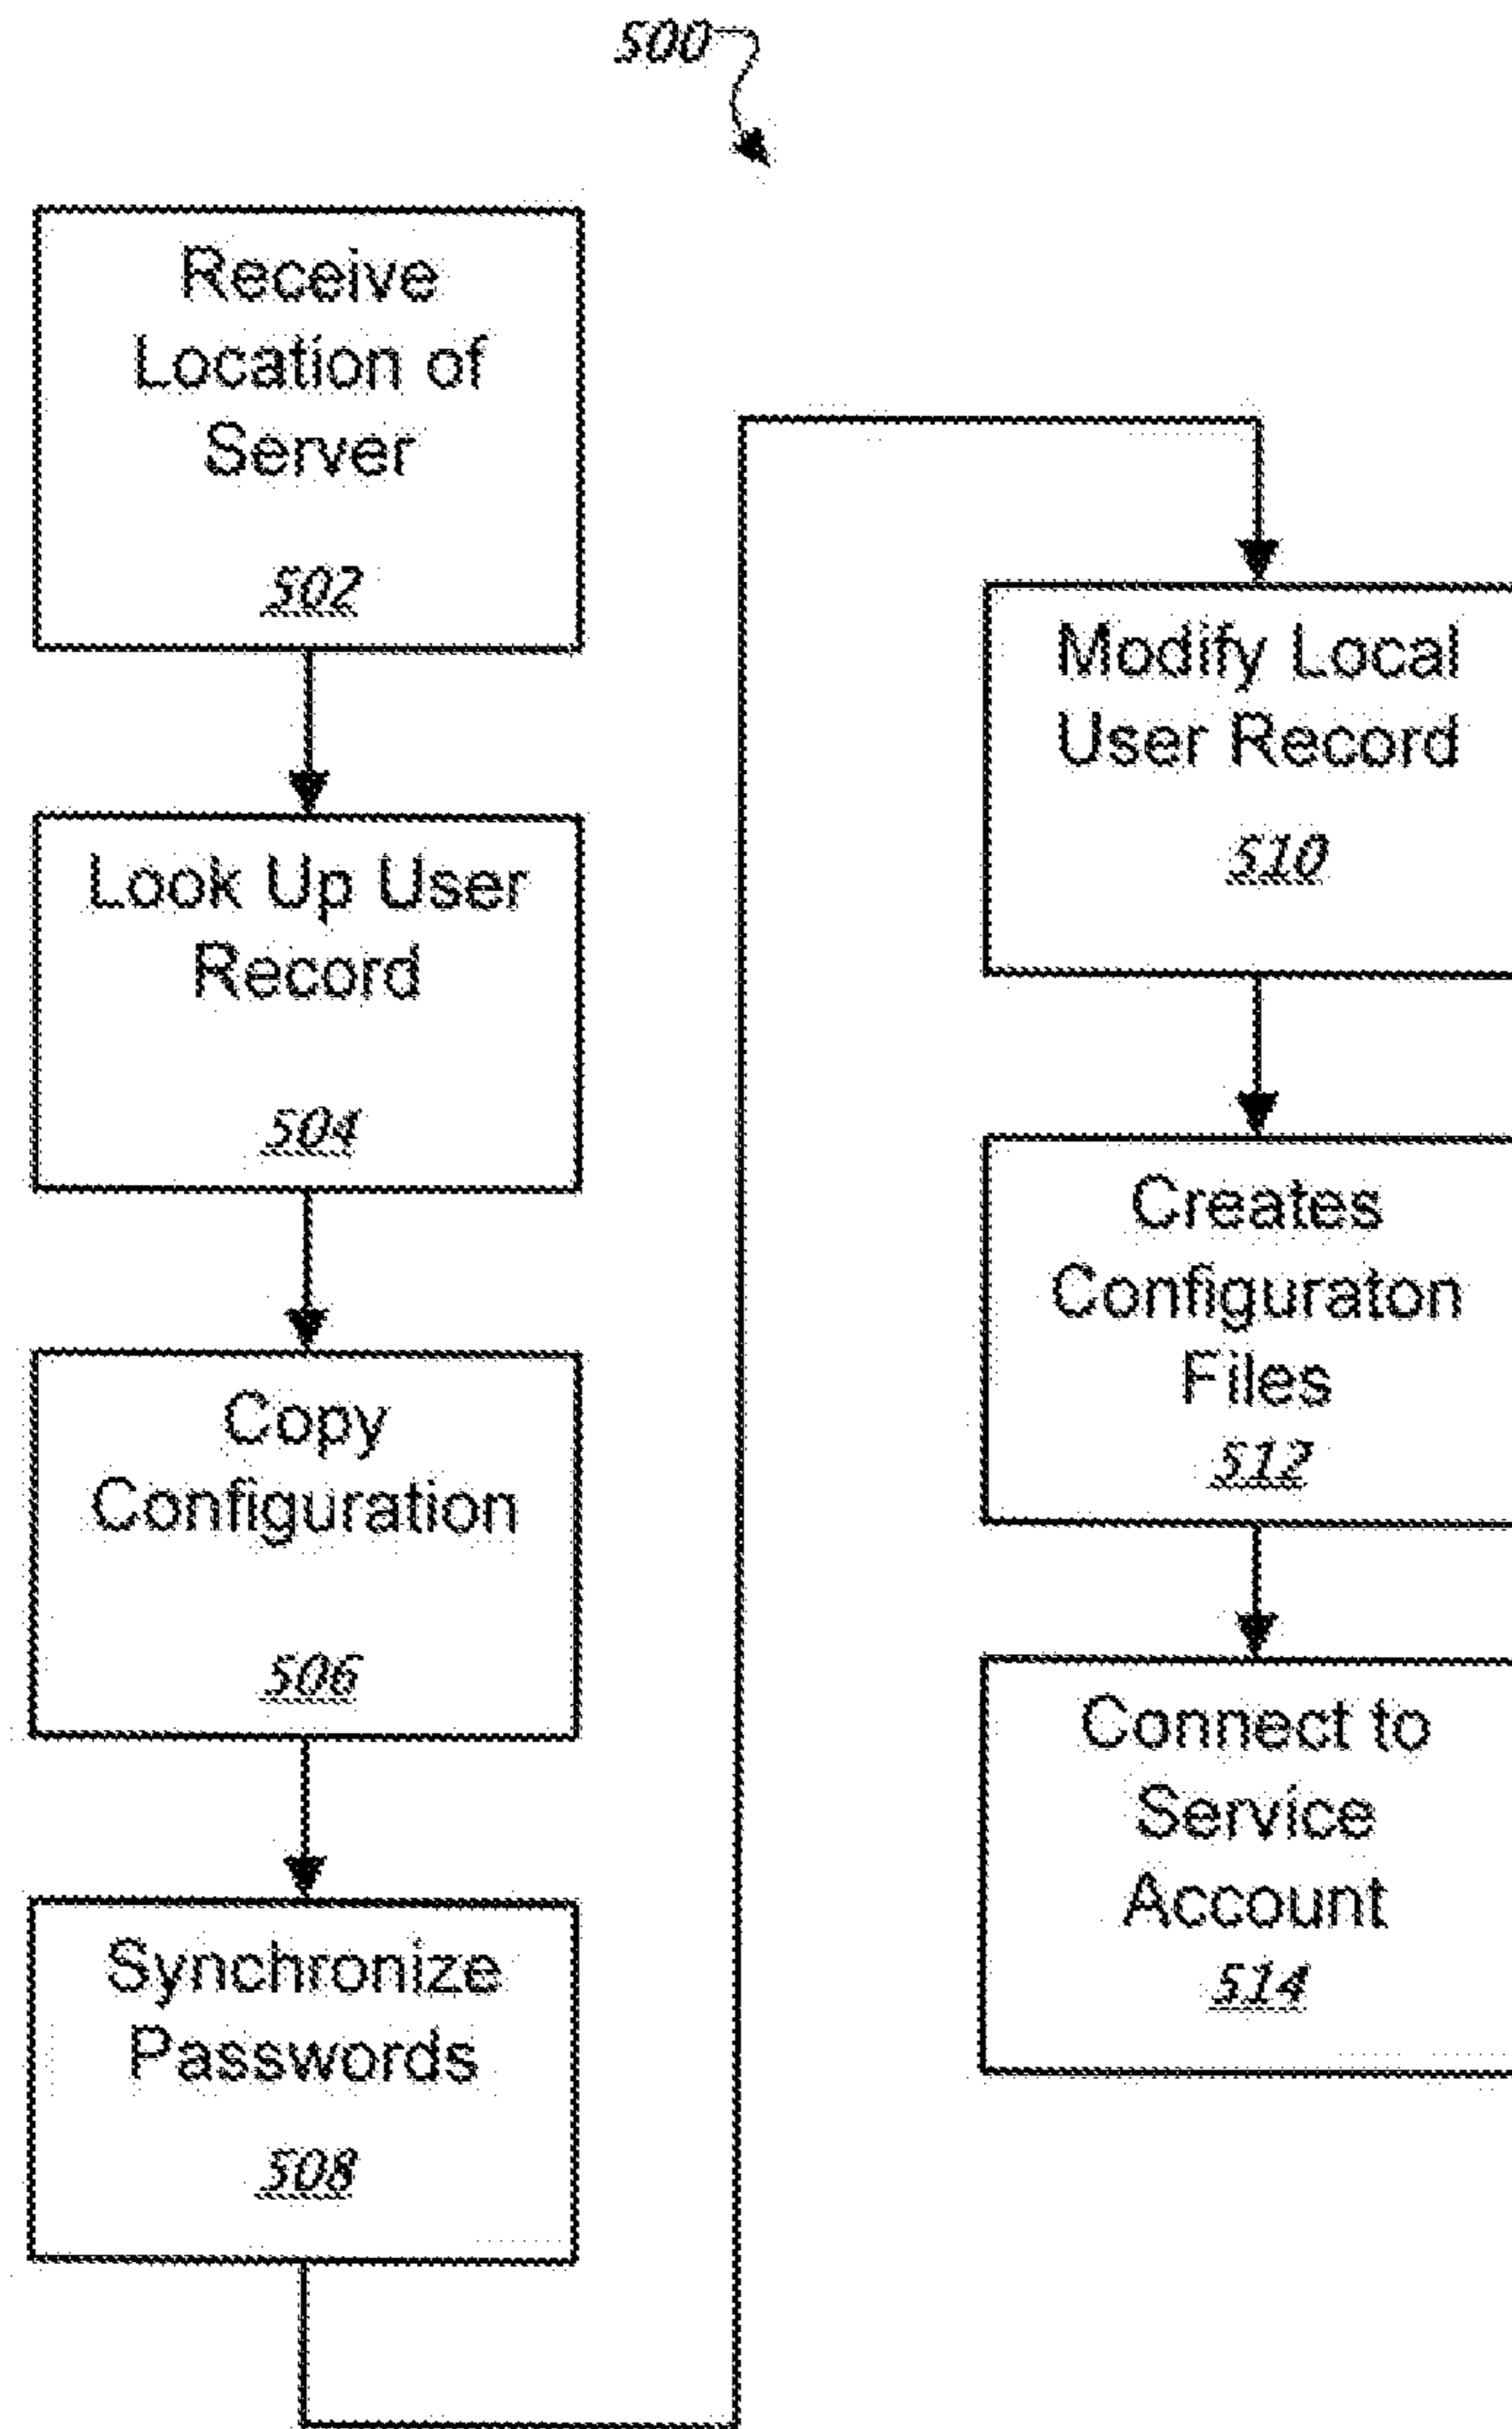 500
Receive
Location of
Server
502
Look Up User
Record
504
Copy
Configuration
506
Synchronize
Passwords
508
Modify Local
User Record
510
Creates
Configuraton
Files
512
Connect to
Service
Account
514